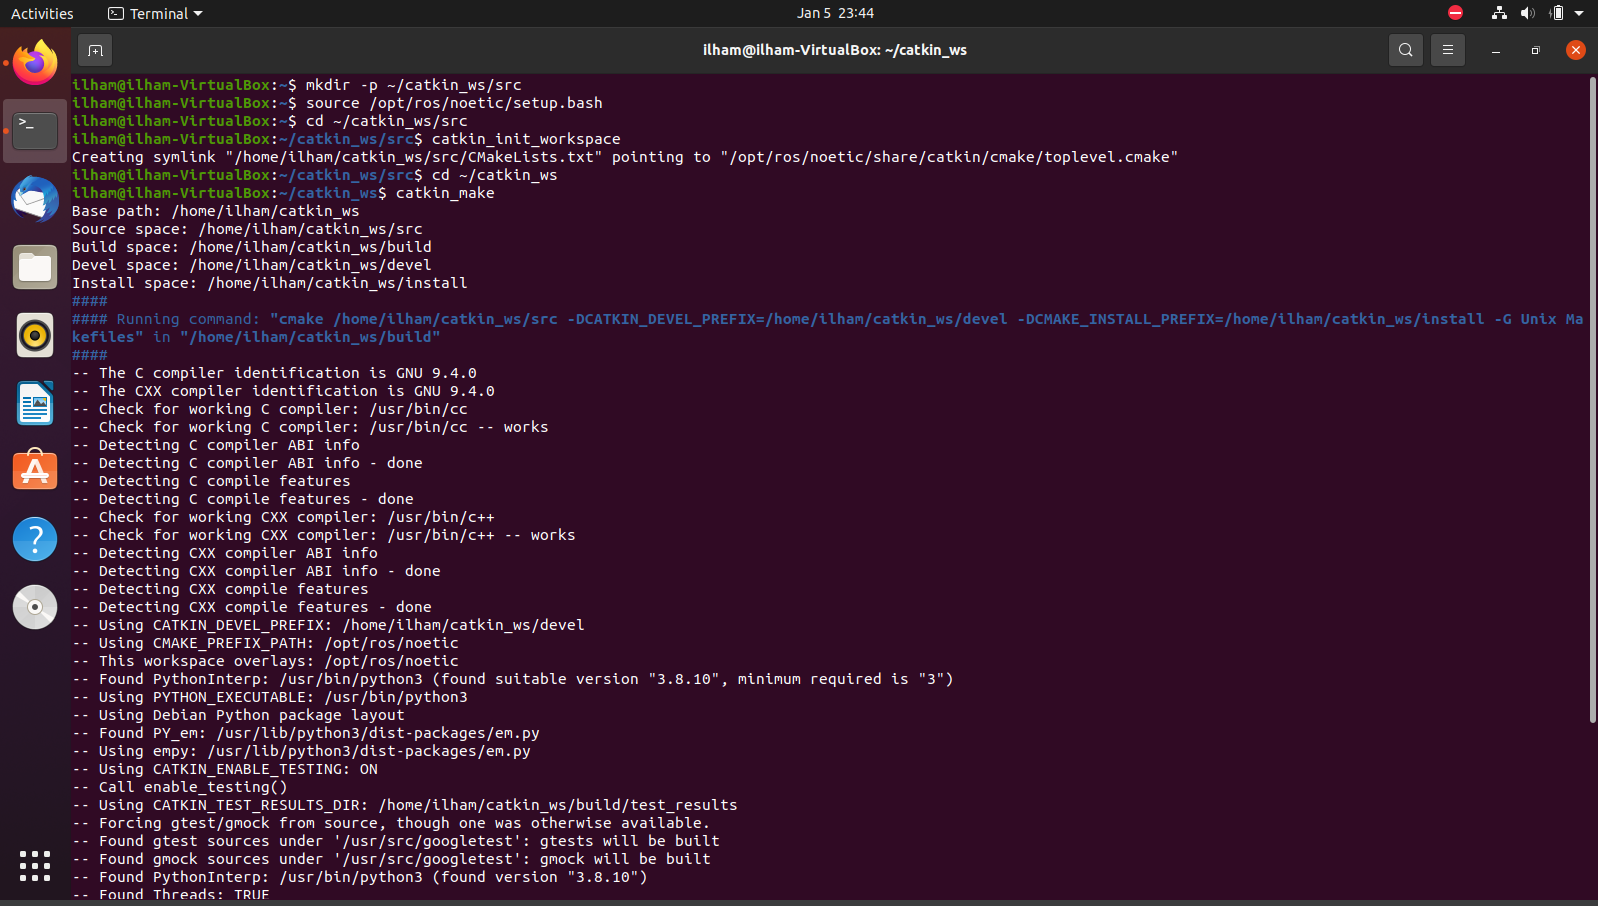 Activities
Terminal
Jan 5 23:44
ilham@ilham-VirtualBox: ~/catkin_ws
ilham@ilham-VirtualBox:~$ mkdir -p ~/catkin_ws/src
ilham@ilham-VirtualBox:~$ source /opt/ros/noetic/setup.bash
ilham@ilham-VirtualBox:~$ cd ~/catkin_ws/src
ilham@ilham-VirtualBox:~/catkin_ws/src$ catkin_init_workspace
Creating symlink "/home/ilham/catkin_ws/src/CMakeLists.txt" pointing to "/opt/ros/noetic/share/catkin/cmake/toplevel.cmake"
ilham@ilham-VirtualBox:~/catkin_ws/src$ cd ~/catkin_ws
ilham@ilham-VirtualBox:~/catkin_ws$ catkin_make
Base path: /home/ilham/catkin_ws
Source space: /home/ilham/catkin_ws/src
Build space: /home/ilham/catkin_ws/build
Devel space: /home/ilham/catkin_ws/devel
Install space: /home/ilham/catkin_ws/install
####
#### Running command: "cmake /home/ilham/catkin_ws/src -DCATKIN_DEVEL_PREFIX=/home/ilham/catkin_ws/devel -DCMAKE_INSTALL_PREFIX=/home/ilham/catkin_ws/install -G Unix Ma
kefiles" in "/home/ilham/catkin_ws/build"
####
-- The C compiler identification is GNU 9.4.0
-- The CXX compiler identification is GNU 9.4.0
-- Check for working C compiler: /usr/bin/cc
-- Check for working C compiler: /usr/bin/cc -- works
-- Detecting C compiler ABI info
-- Detecting C compiler ABI info - done
-- Detecting C compile features
-- Detecting C compile features - done
-- Check for working CXX compiler: /usr/bin/c++
-- Check for working CXX compiler: /usr/bin/c++ -- works
-- Detecting CXX compiler ABI info
-- Detecting CXX compiler ABI info - done
-- Detecting CXX compile features
-- Detecting CXX compile features - done
-- Using CATKIN_DEVEL_PREFIX: /home/ilham/catkin_ws/devel
-- Using CMAKE_PREFIX_PATH: /opt/ros/noetic
-- This workspace overlays: /opt/ros/noetic
-- Found PythonInterp: /usr/bin/python3 (found suitable version "3.8.10", minimum required is "3")
-- Using PYTHON_EXECUTABLE: /usr/bin/python3
-- Using Debian Python package layout
-- Found PY_em: /usr/lib/python3/dist-packages/em.py
-- Using empy: /usr/lib/python3/dist-packages/em.py
-- Using CATKIN_ENABLE_TESTING: ON
-- Call enable_testing()
-- Using CATKIN_TEST_RESULTS_DIR: /home/ilham/catkin_ws/build/test_results
-- Forcing gtest/gmock from source, though one was otherwise available.
-- Found gtest sources under '/usr/src/googletest': gtests will be built
-- Found gmock sources under '/usr/src/googletest': gmock will be built
-- Found PythonInterp: /usr/bin/python3 (found version "3.8.10")
-- Found Threads: TRUE